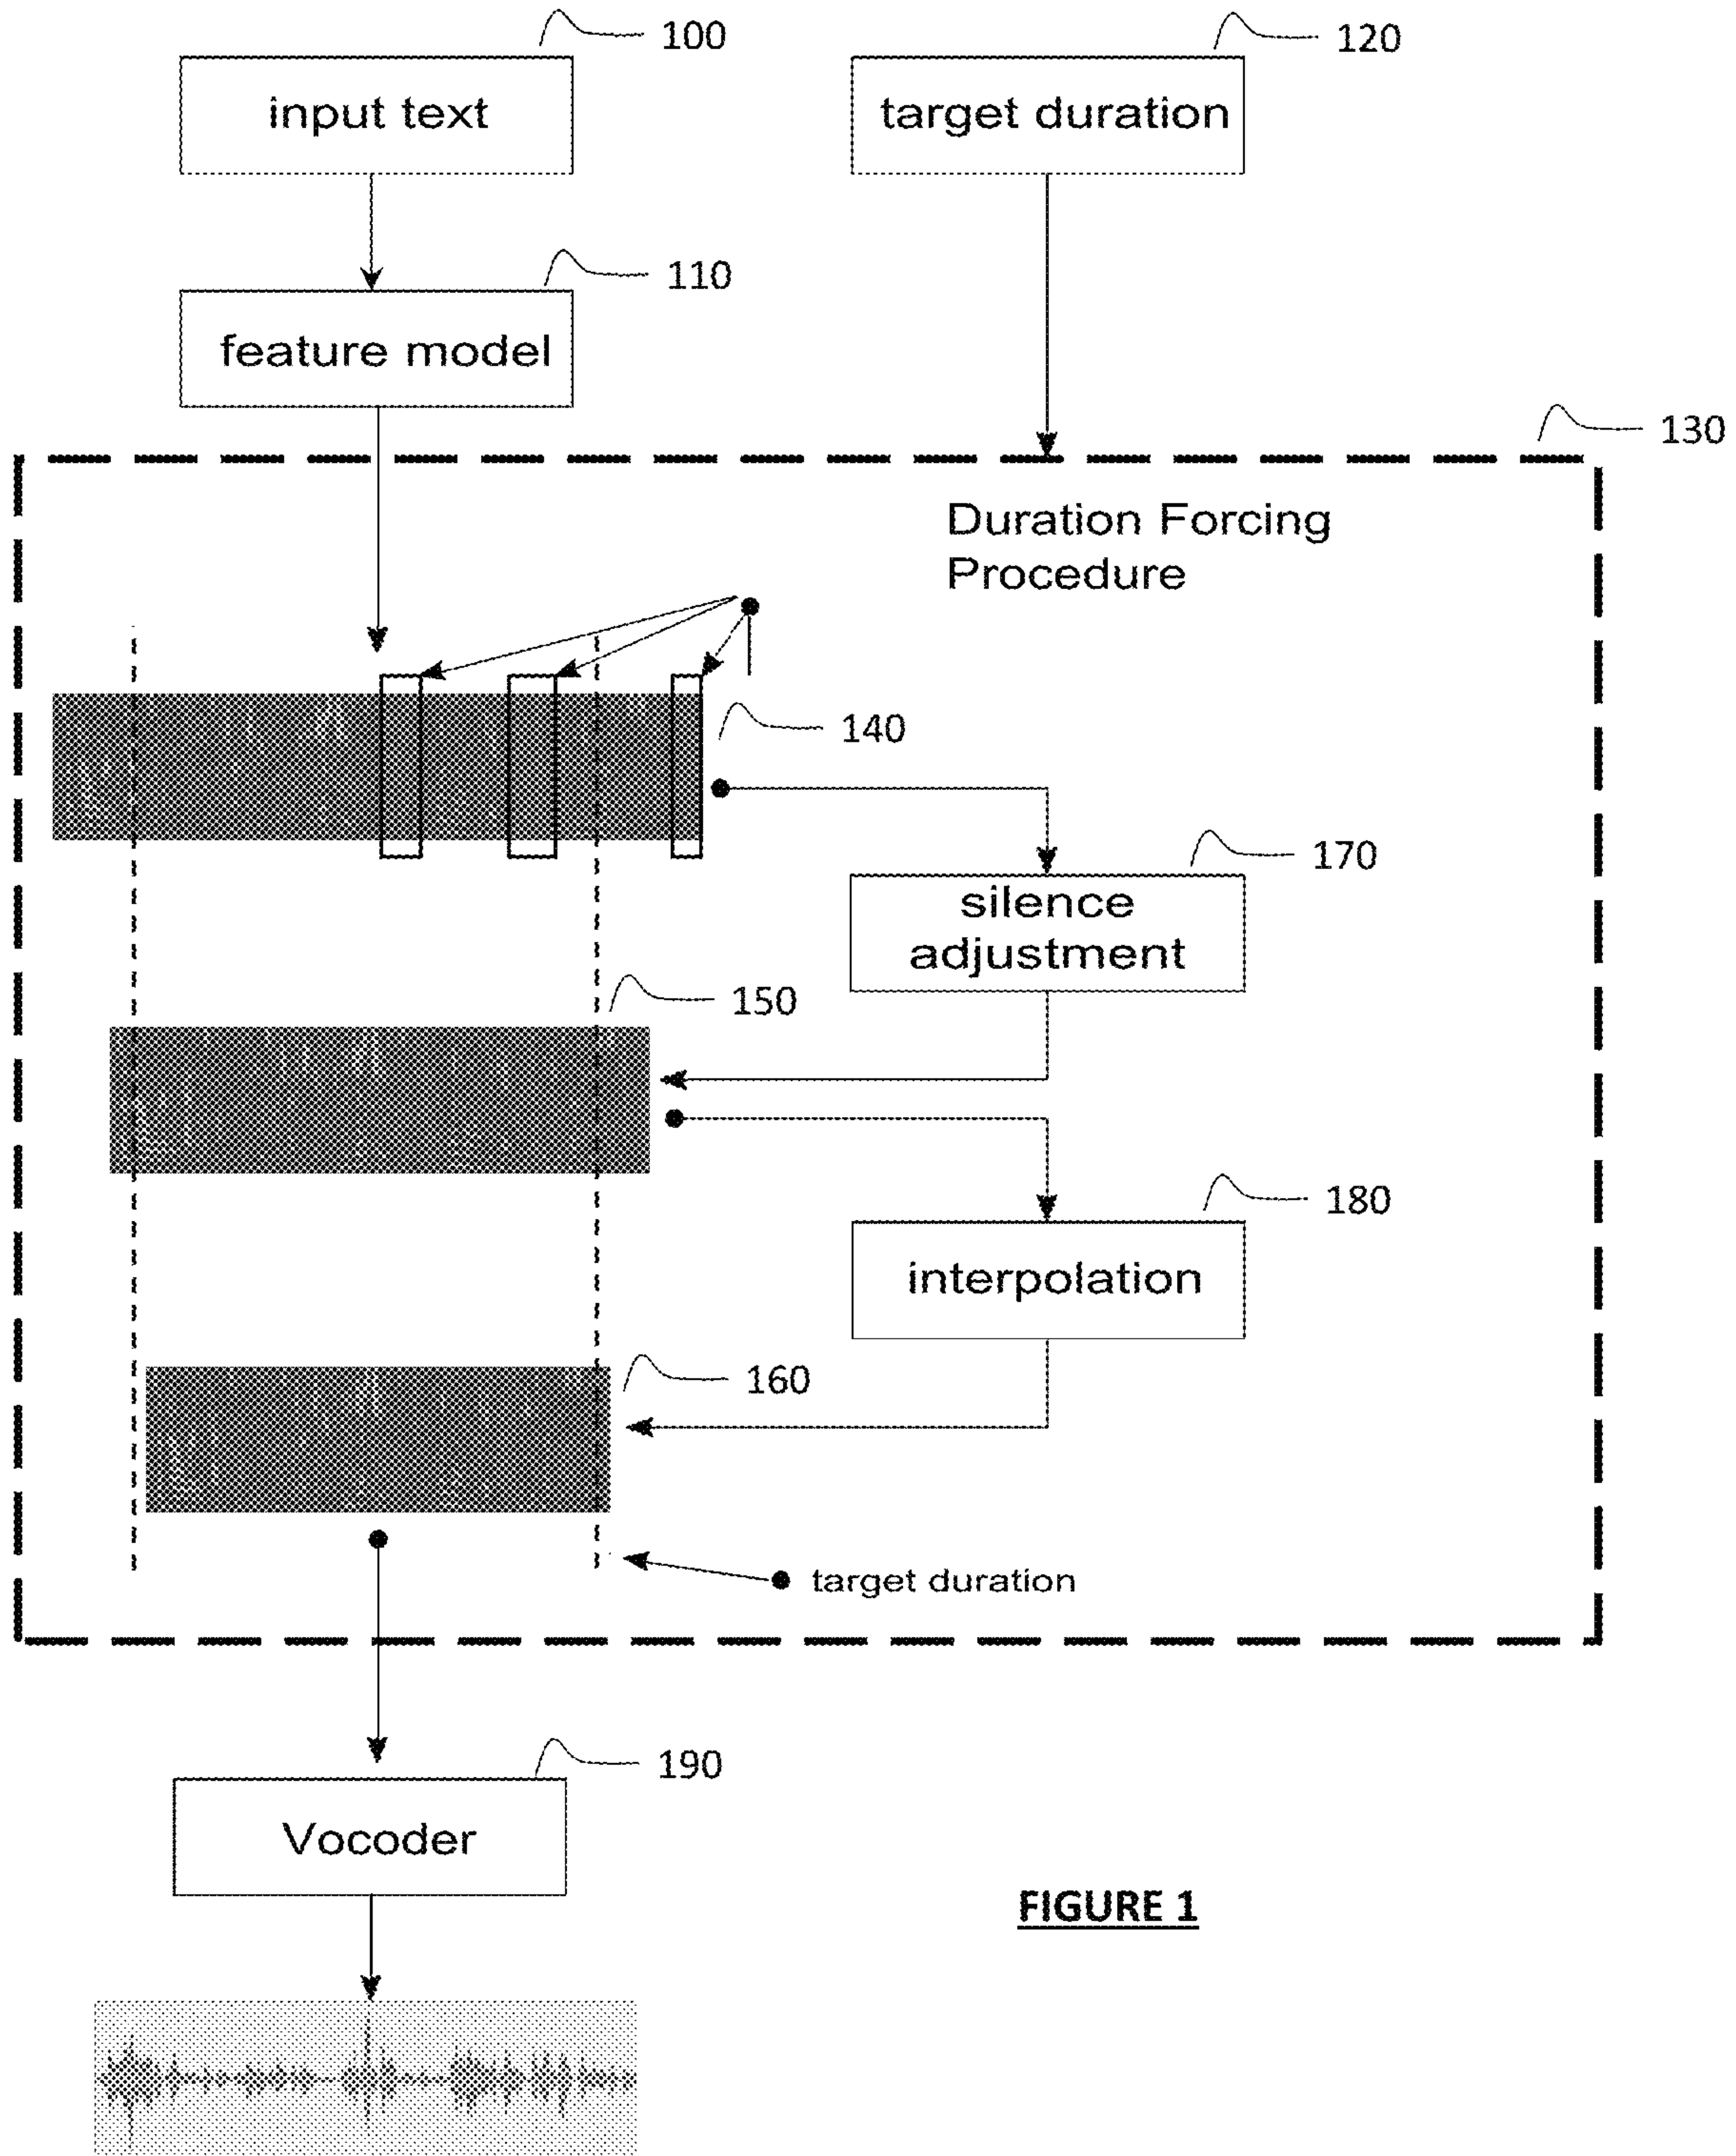 100
input text
120
target duration
110
feature model
130
Duration Forcing
Procedure
140
170
silence
adjustment
150
180
interpolation
160
target duration
190
Vocoder
FIGURE 1